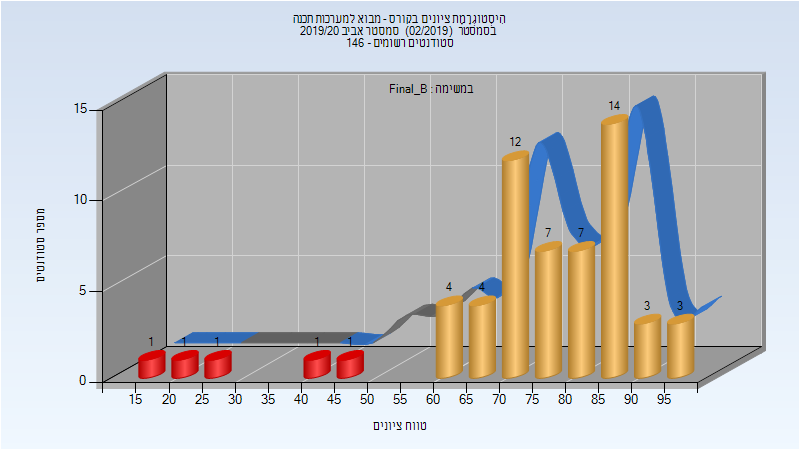 היסטוגרמת ציונים בקורס - מבוא למערכות תכנה
בסמסטר (02/2019) סמסטר אביב 2019/20
סטודנטים רשומים - 146
במשימה : Final_B
15
10
5
0
מספר סטודנטים
1 1 1 1 1 4 4 12 7 7 14 3 3
15 20 25 30 35 40 45 50 55 60 65 70 75 80 85 90 95
טווח ציונים